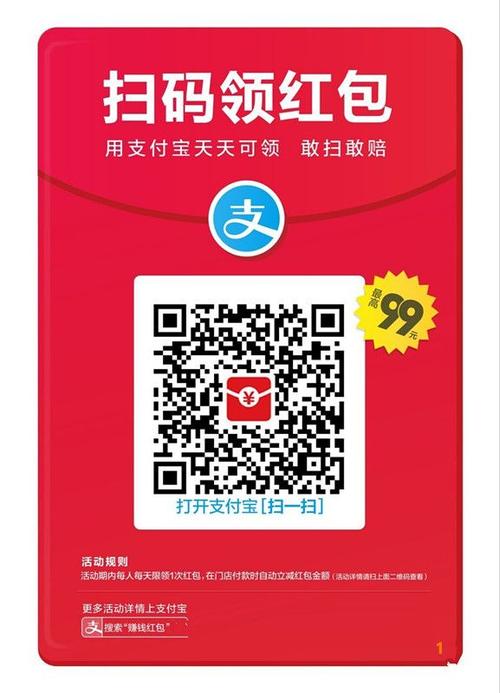 扫码领红包
用支付宝天天可领 敢扫敢赔
支
最高99元
¥
打开支付宝[扫一扫]
活动规则
活动期内每人每天限领1次红包，在门店付款时自动立减红包金额（活动详情请扫上面二维码查看）
更多活动详情上支付宝
支 搜索“赚钱红包”
1